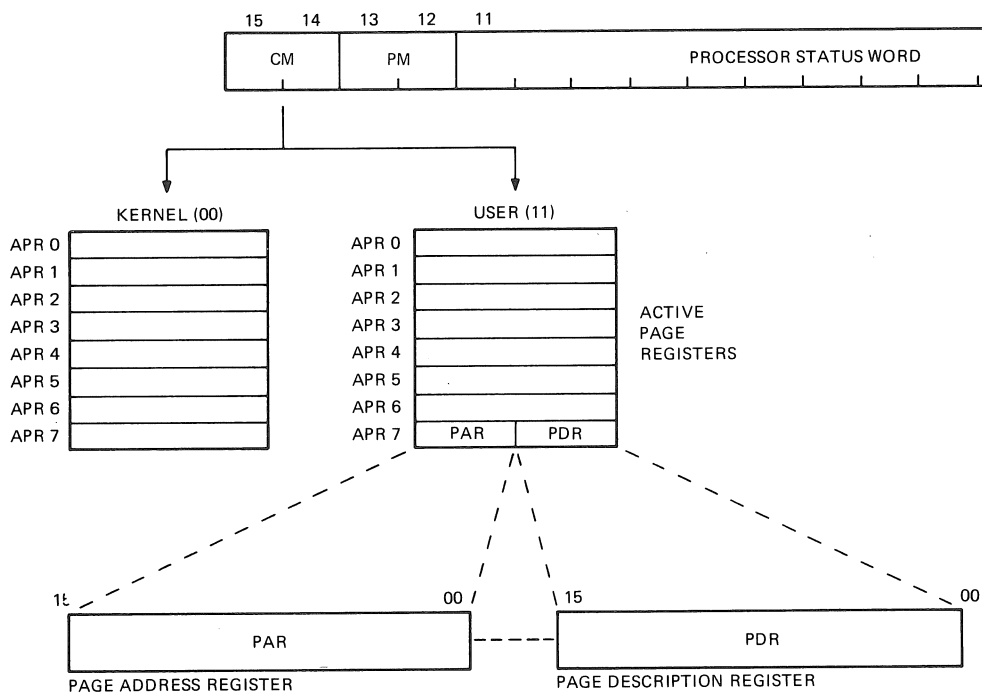 15 14 13 12 11
CM PM PROCESSOR STATUS WORD
KERNEL (00) USER (11)
APR 0 APR 0
APR 1 APR 1
APR 2 APR 2
APR 3 APR 3
APR 4 APR 4
APR 5 APR 5
APR 6 APR 6
APR 7 APR 7 PAR PDR
ACTIVE
PAGE
REGISTERS
15 00 15 00
PAR PDR
PAGE ADDRESS REGISTER PAGE DESCRIPTION REGISTER